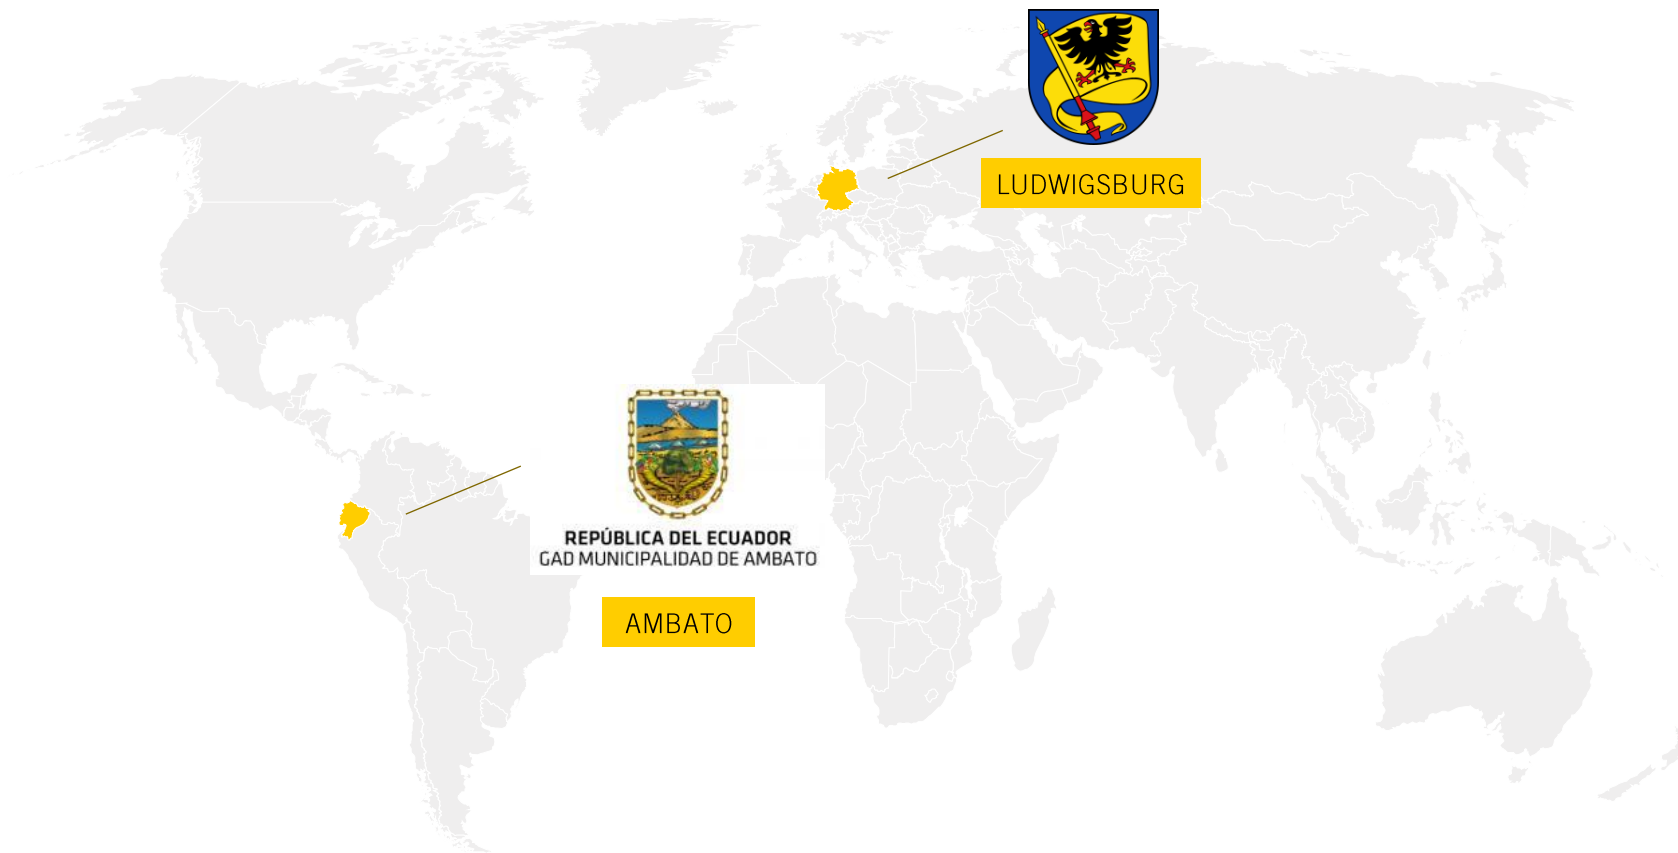 LUDWIGSBURG
REPÚBLICA DEL ECUADOR
GAD MUNICIPALIDAD DE AMBATO
AMBATO